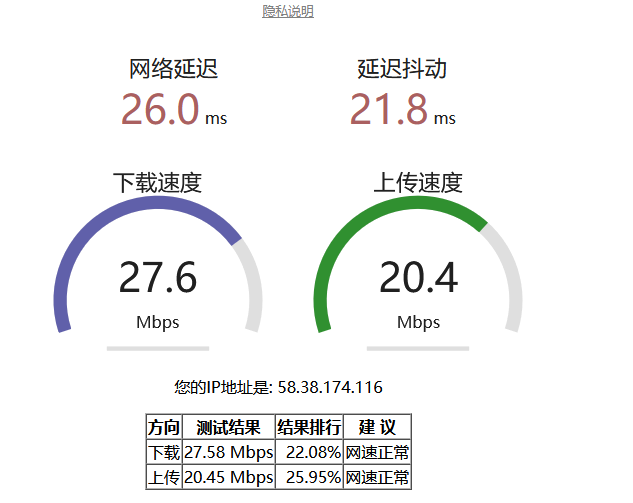 隐私说明
网络延迟 延迟抖动
26.0 ms 21.8 ms
下载速度 上传速度
27.6 20.4
Mbps Mbps
您的IP地址是: 58.38.174.116
方向 测试结果 结果排行 建 议
下载 27.58 Mbps 22.08% 网速正常
上传 20.45 Mbps 25.95% 网速正常